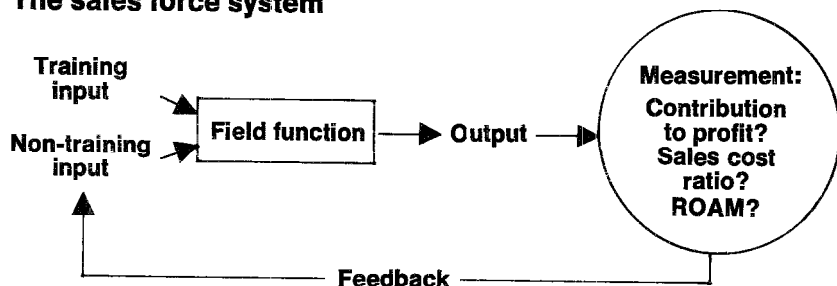 The sales force system
Training
input
Non-training
input
Field function
Output
Measurement:
Contribution
to profit?
Sales cost
ratio?
ROAM?
Feedback